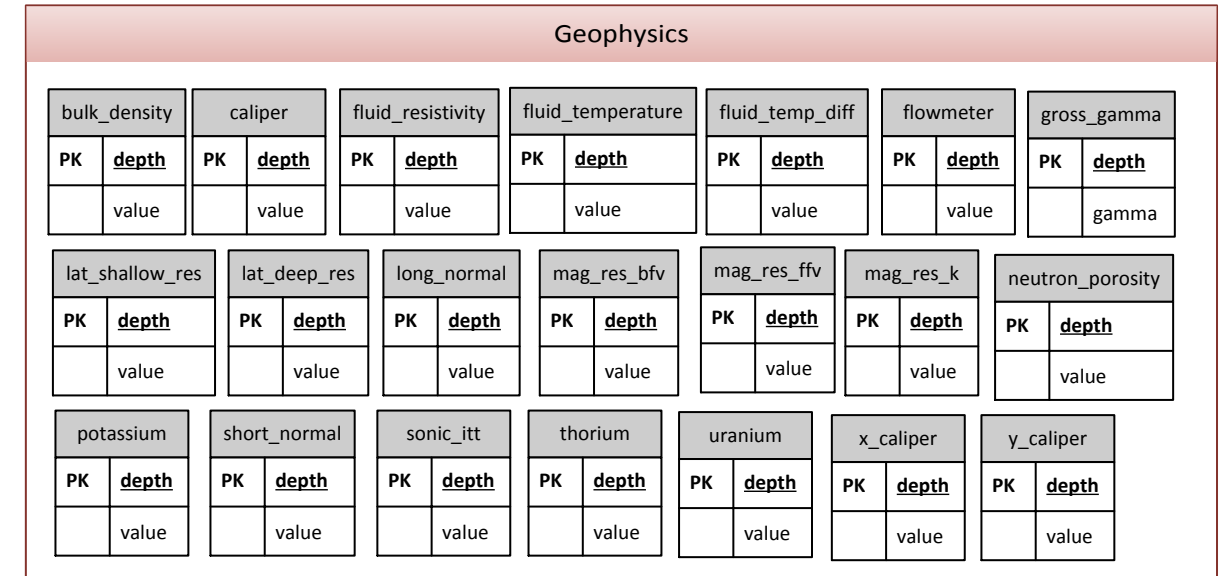 Geophysics
bulk_density caliper fluid_resistivity fluid_temperature fluid_temp_diff flowmeter gross_gamma
PK depth PK depth PK depth PK depth PK depth PK depth PK depth
value value value value value value gamma
lat_shallow_res lat_deep_res long_normal mag_res_bfv mag_res_ffv mag_res_k neutron_porosity
PK depth PK depth PK depth PK depth PK depth PK depth PK depth
value value value value value value value
potassium short_normal sonic_itt thorium uranium x_caliper y_caliper
PK depth PK depth PK depth PK depth PK depth PK depth PK depth
value value value value value value value